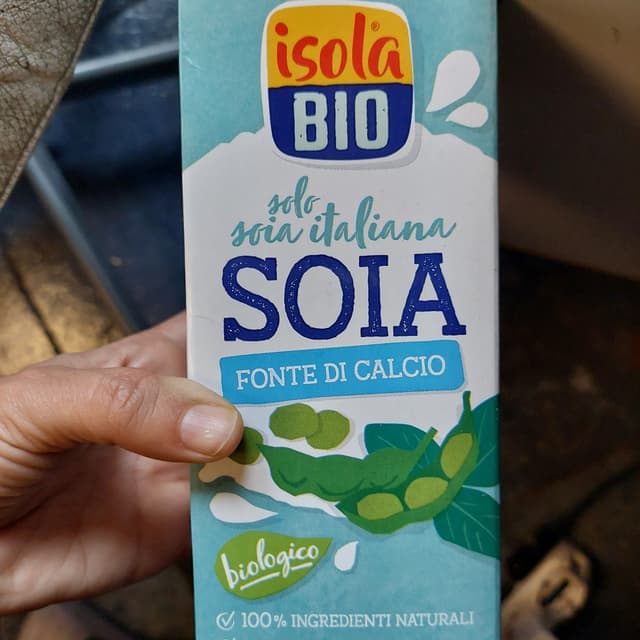 isola®
BIO
solo
soia italiana
SOIA
FONTE DI CALCIO
biologico
100% INGREDIENTI NATURALI